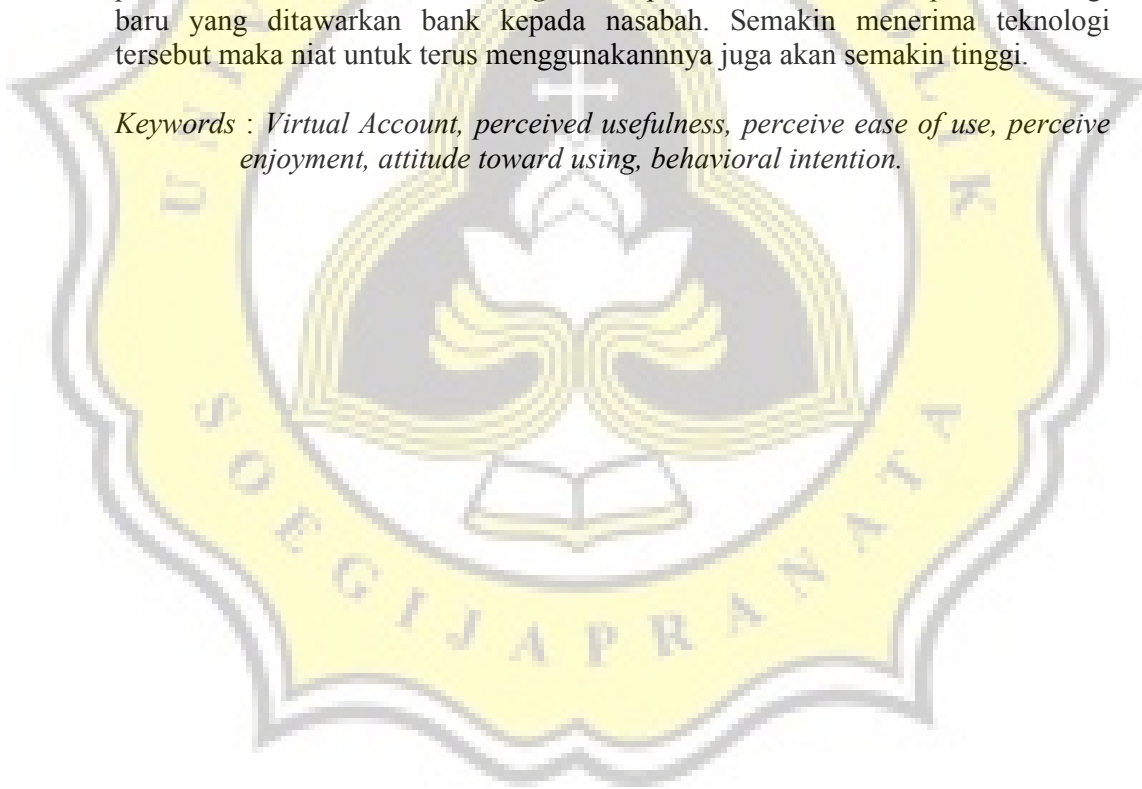 baru yang ditawarkan bank kepada nasabah. Semakin menerima teknologi
tersebut maka niat untuk terus menggunakannnya juga akan semakin tinggi.
Keywords : Virtual Account, perceived usefulness, perceive ease of use, perceive
enjoyment, attitude toward using, behavioral intention.
SOEGIJAPRANATA